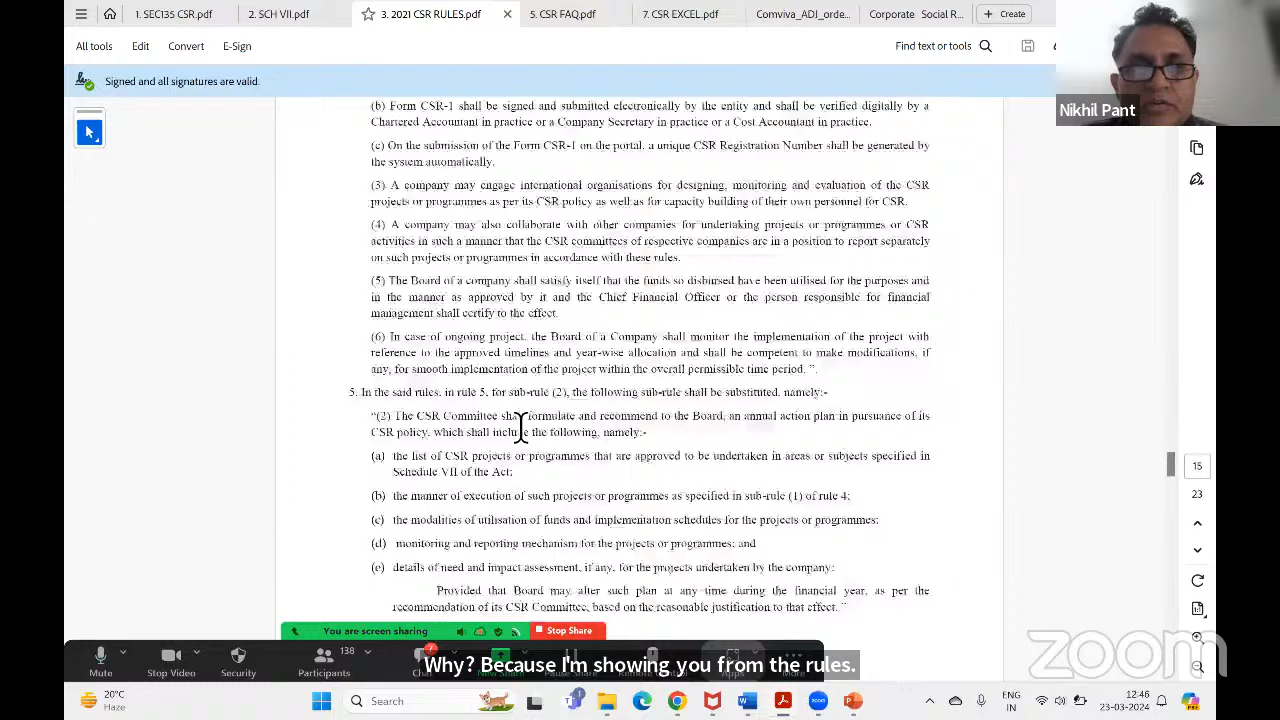 1. SEC135 CSR.pdf
2. SCH VII.pdf
3. 2021 CSR RULES.pdf
5. CSR FAQ.pdf
7. CSR EXCEL.pdf
Comviva_ADI_orde...
Corporate Social R...
Create
All tools
Edit
Convert
E-Sign
Find text or tools
Signed and all signatures are valid.
Nikhil Pant
(b) Form CSR-1 shall be signed and submitted electronically by the entity and shall be verified digitally by a
Chartered Accountant in practice or a Company Secretary in practice or a Cost Accountant in practice.
(c) On the submission of the Form CSR-1 on the portal, a unique CSR Registration Number shall be generated by
the system automatically.
(3) A company may engage international organisations for designing, monitoring and evaluation of the CSR
projects or programmes as per its CSR policy as well as for capacity building of their own personnel for CSR.
(4) A company may also collaborate with other companies for undertaking projects or programmes or CSR
activities in such a manner that the CSR committees of respective companies are in a position to report separately
on such projects or programmes in accordance with these rules.
(5) The Board of a company shall satisfy itself that the funds so disbursed have been utilised for the purposes and
in the manner as approved by it and the Chief Financial Officer or the person responsible for financial
management shall certify to the effect.
(6) In case of ongoing project, the Board of a Company shall monitor the implementation of the project with
reference to the approved timelines and year-wise allocation and shall be competent to make modifications, if
any, for smooth implementation of the project within the overall permissible time period. ”.
5. In the said rules, in rule 5, for sub-rule (2), the following sub-rule shall be substituted, namely:-
“(2) The CSR Committee shall formulate and recommend to the Board, an annual action plan in pursuance of its
CSR policy, which shall include the following, namely:-
(a) the list of CSR projects or programmes that are approved to be undertaken in areas or subjects specified in
Schedule VII of the Act;
(b) the manner of execution of such projects or programmes as specified in sub-rule (1) of rule 4;
(c) the modalities of utilisation of funds and implementation schedules for the projects or programmes;
(d) monitoring and reporting mechanism for the projects or programmes; and
(e) details of need and impact assessment, if any, for the projects undertaken by the company:
Provided that Board may alter such plan at any time during the financial year, as per the
recommendation of its CSR Committee, based on the reasonable justification to that effect. ”
15
23
You are screen sharing
Stop Share
138
7
Mute
Stop Video
Security
Participants
Chat
New Share
Pause Share
Remote Control
Apps
More
Why? Because I'm showing you from the rules.
zoom
20°C
Haze
Search
1
ENG
IN
12:46
23-03-2024